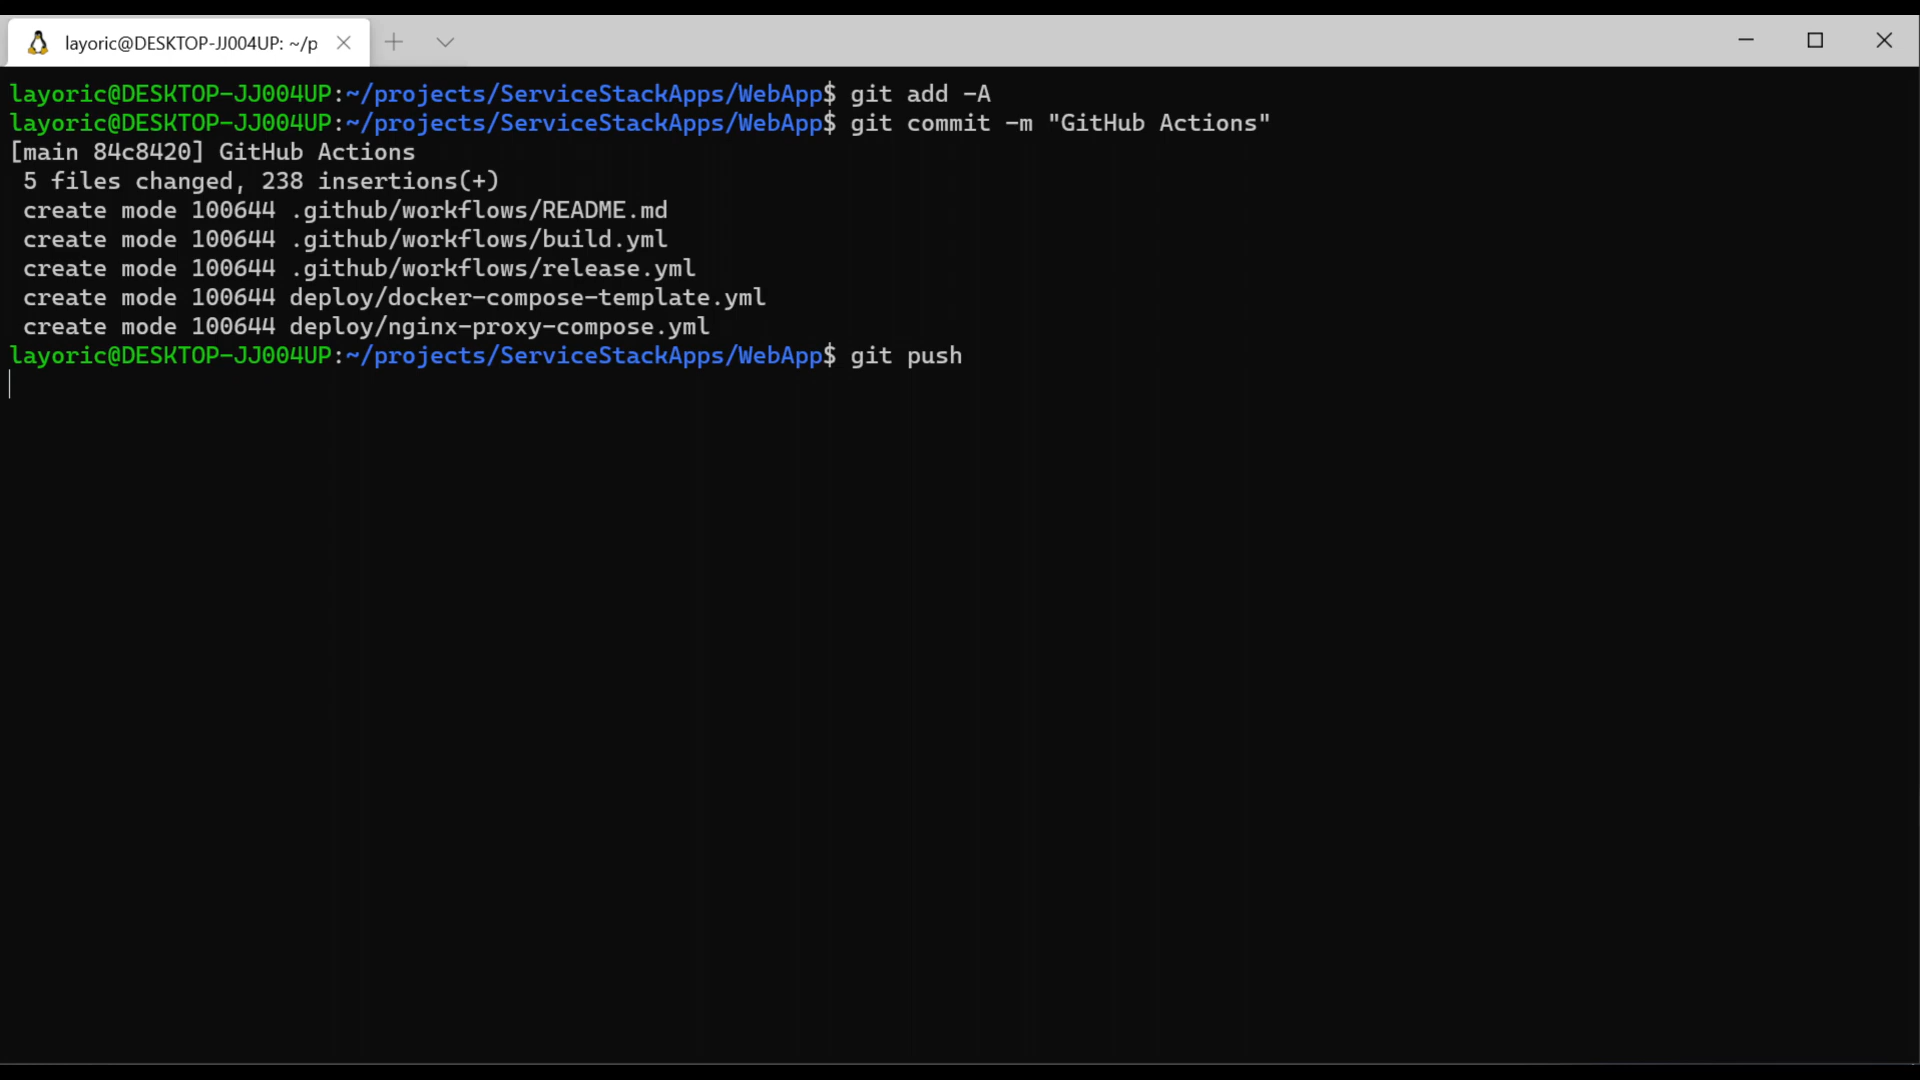 layoric@DESKTOP-JJ004UP: ~/p
layoric@DESKTOP-JJ004UP:~/projects/ServiceStackApps/WebApp$ git add -A
layoric@DESKTOP-JJ004UP:~/projects/ServiceStackApps/WebApp$ git commit -m "GitHub Actions"
[main 84c8420] GitHub Actions
 5 files changed, 238 insertions(+)
 create mode 100644 .github/workflows/README.md
 create mode 100644 .github/workflows/build.yml
 create mode 100644 .github/workflows/release.yml
 create mode 100644 deploy/docker-compose-template.yml
 create mode 100644 deploy/nginx-proxy-compose.yml
layoric@DESKTOP-JJ004UP:~/projects/ServiceStackApps/WebApp$ git push